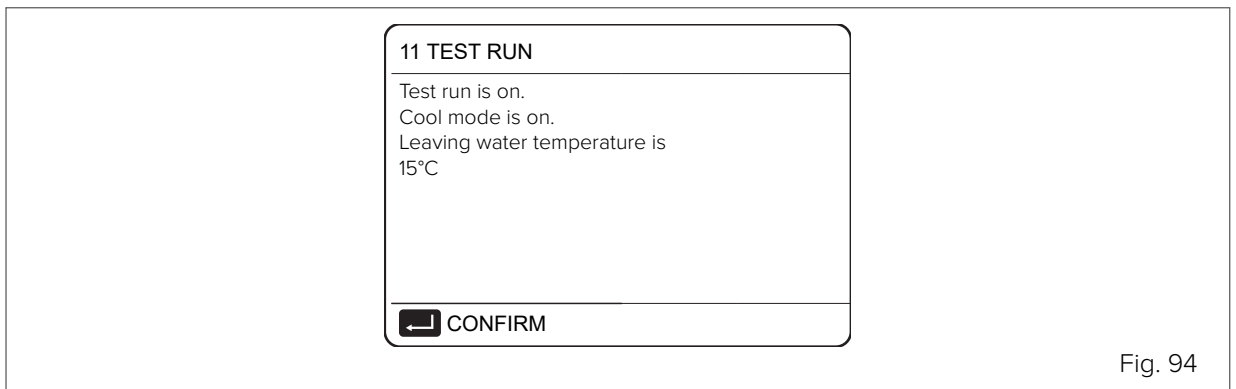 11 TEST RUN
Test run is on.
Cool mode is on.
Leaving water temperature is
15°C
CONFIRM
Fig. 94